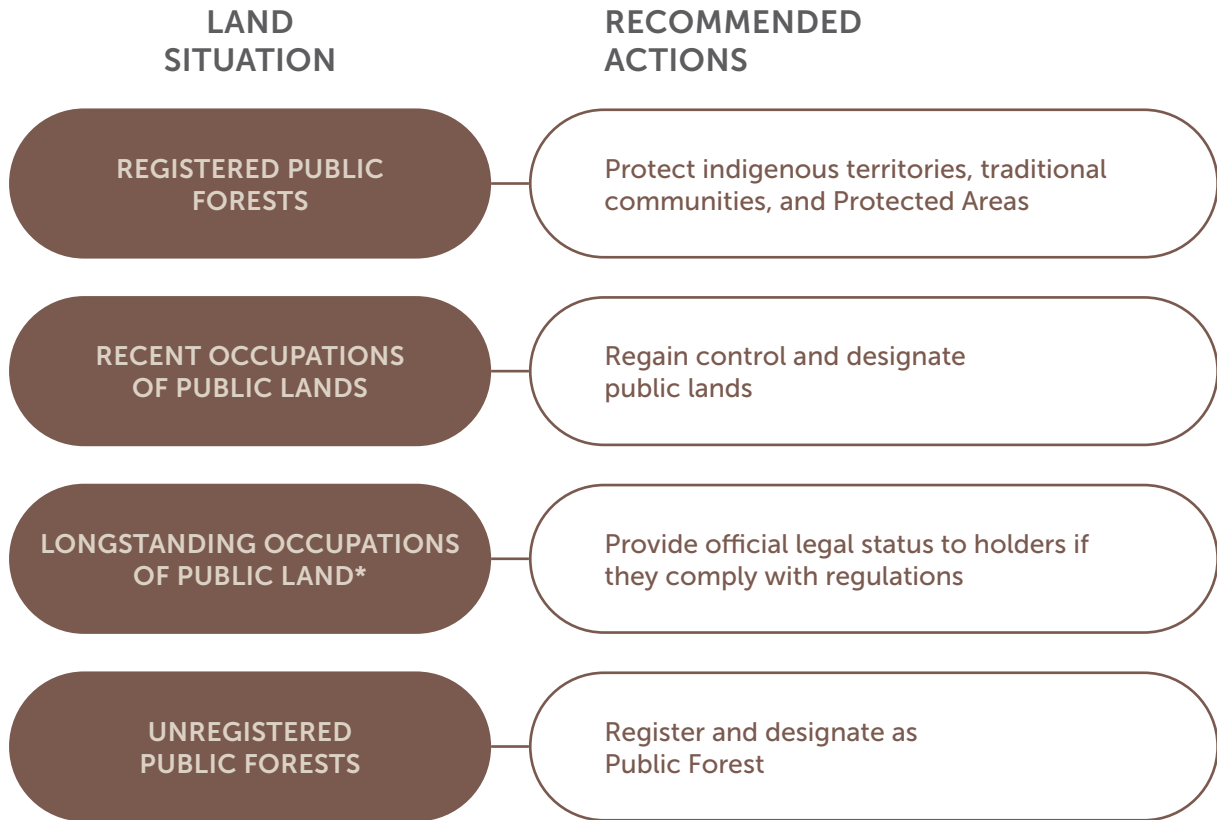 LAND
SITUATION
RECOMMENDED
ACTIONS
REGISTERED PUBLIC
FORESTS
Protect indigenous territories, traditional
communities, and Protected Areas
RECENT OCCUPATIONS
OF PUBLIC LANDS
Regain control and designate
public lands
LONGSTANDING OCCUPATIONS
OF PUBLIC LAND*
Provide official legal status to holders if
they comply with regulations
UNREGISTERED
PUBLIC FORESTS
Register and designate as
Public Forest